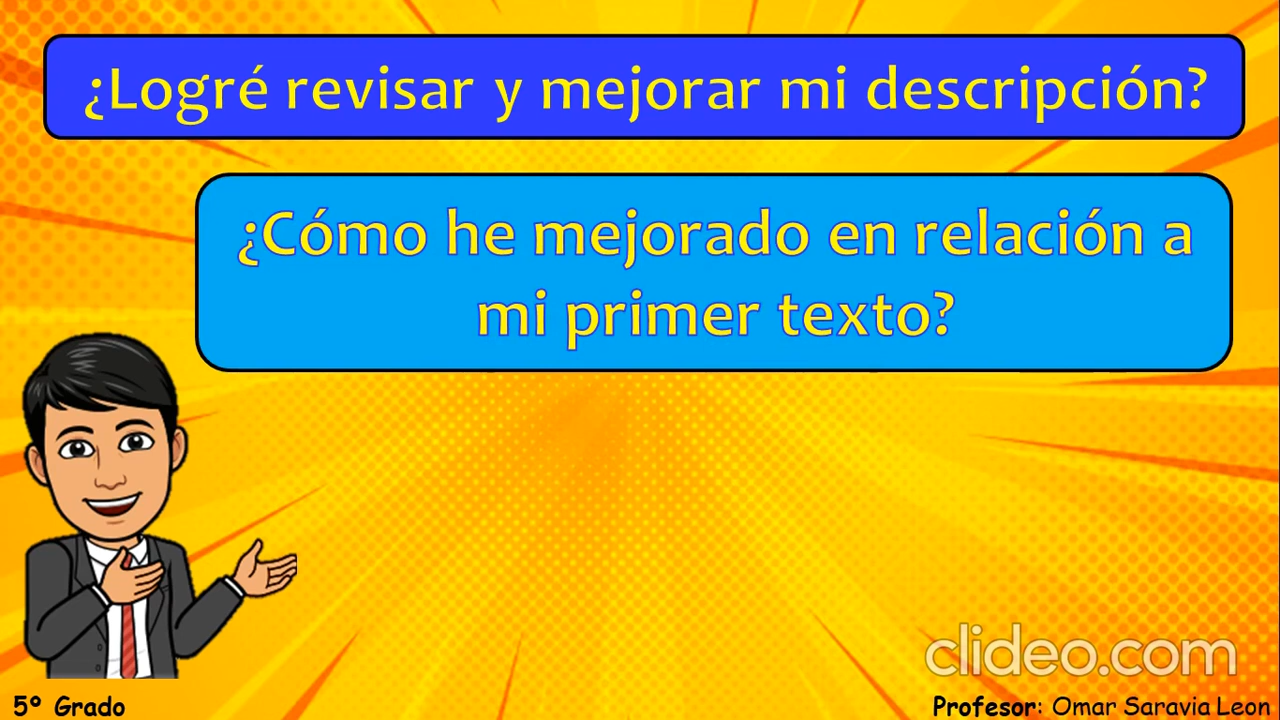 ¿Logré revisar y mejorar mi descripción?
¿Cómo he mejorado en relación a
mi primer texto?
clideo.com
5º Grado
Profesor: Omar Saravia Leon